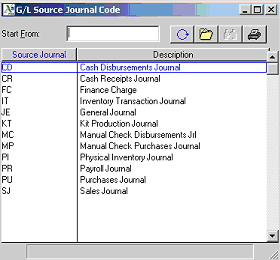 G/L Source Journal Code
Start From:
Source Journal Description
CD Cash Disbursements Journal
CR Cash Receipts Journal
FC Finance Charge
IT Inventory Transaction Journal
JE General Journal
KT Kit Production Journal
MC Manual Check Disbursements Jrl
MP Manual Check Purchases Journal
PI Physical Inventory Journal
PR Payroll Journal
PU Purchases Journal
SJ Sales Journal